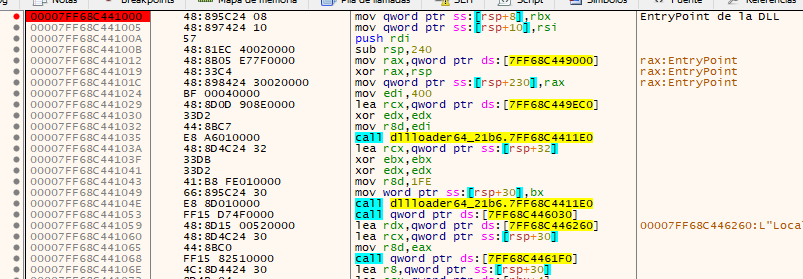 Notas Breakpoints Mapa de memoria Pila de llamadas SEH Script Símbolos Fuente Referencias
00007FF68C441000 48:895C24 08 mov qword ptr ss:[rsp+8],rbx EntryPoint de la DLL
00007FF68C441005 48:897424 10 mov qword ptr ss:[rsp+10],rsi
00007FF68C44100A 57 push rdi
00007FF68C44100B 48:81EC 40020000 sub rsp,240
00007FF68C441012 48:8B05 E77F0000 mov rax,qword ptr ds:[7FF68C449000] rax:EntryPoint
00007FF68C441019 48:33C4 xor rax,rsp rax:EntryPoint
00007FF68C44101C 48:898424 30020000 mov qword ptr ss:[rsp+230],rax rax:EntryPoint
00007FF68C441024 BF 00040000 mov edi,400
00007FF68C441029 48:8D0D 908E0000 lea rcx,qword ptr ds:[7FF68C449EC0]
00007FF68C441030 33D2 xor edx,edx
00007FF68C441032 44:8BC7 mov r8d,edi
00007FF68C441035 E8 A6010000 call dllloader64_21b6.7FF68C4411E0
00007FF68C44103A 48:8D4C24 32 lea rcx,qword ptr ss:[rsp+32]
00007FF68C44103F 33DB xor ebx,ebx
00007FF68C441041 33D2 xor edx,edx
00007FF68C441043 41:B8 FE010000 mov r8d,1FE
00007FF68C441049 66:895C24 30 mov word ptr ss:[rsp+30],bx
00007FF68C44104E E8 8D010000 call dllloader64_21b6.7FF68C4411E0
00007FF68C441053 FF15 D74F0000 call qword ptr ds:[7FF68C446030]
00007FF68C441059 48:8D15 00520000 lea rdx,qword ptr ds:[7FF68C446260] 00007FF68C446260:L"Loca
00007FF68C441060 48:8D4C24 30 lea rcx,qword ptr ss:[rsp+30]
00007FF68C441065 44:8BC0 mov r8d,eax
00007FF68C441068 FF15 82510000 call qword ptr ds:[7FF68C4461F0]
00007FF68C44106E 4C:8D4424 30 lea r8,qword ptr ss:[rsp+30]